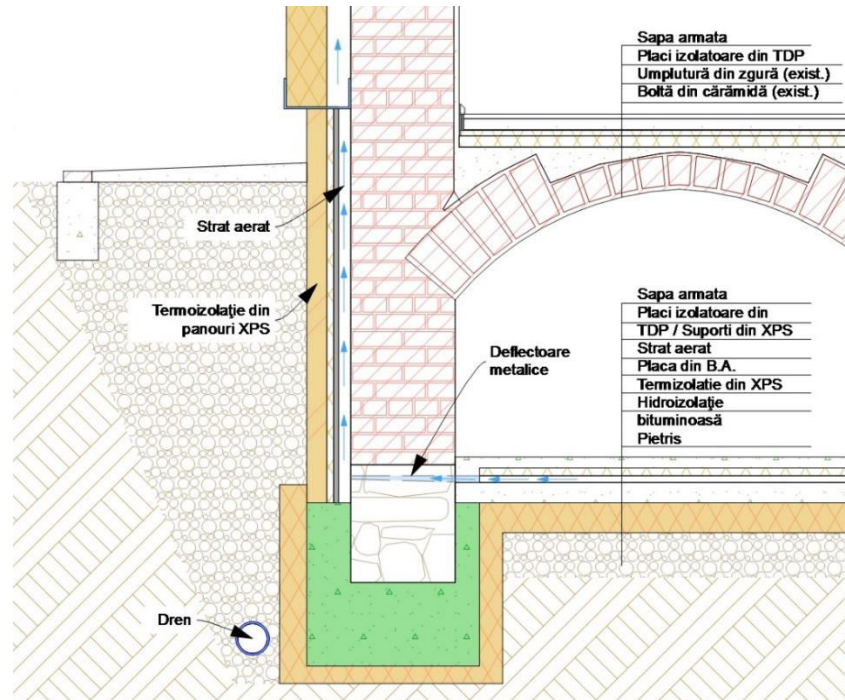 Sapa armata
Placi izolatoare din TDP
Umplutură din zgură (exist.)
Boltă din cărămidă (exist.)
Strat aerat
Termoizolaţie din
panouri XPS
Deflectoare
metalice
Sapa armata
Placi izolatoare din
TDP / Suporti din XPS
Strat aerat
Placa din B.A.
Termizolatie din XPS
Hidroizolaţie
bituminoasă
Pietris
Dren